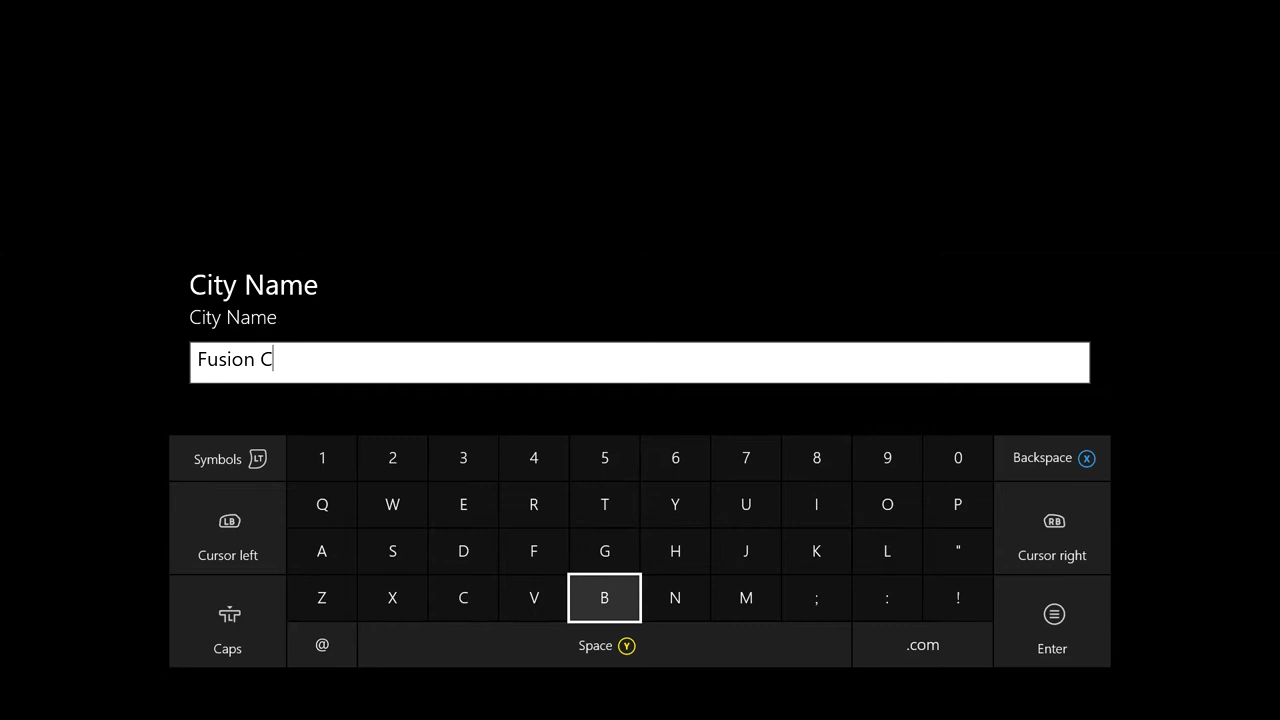 City Name
City Name
Fusion C
Symbols LT 1 2 3 4 5 6 7 8 9 0 Backspace X
Q W E R T Y U I O P
LB Cursor left A S D F G H J K L " RB Cursor right
Z X C V B N M ; : !
LT Caps @ Space Y .com Enter